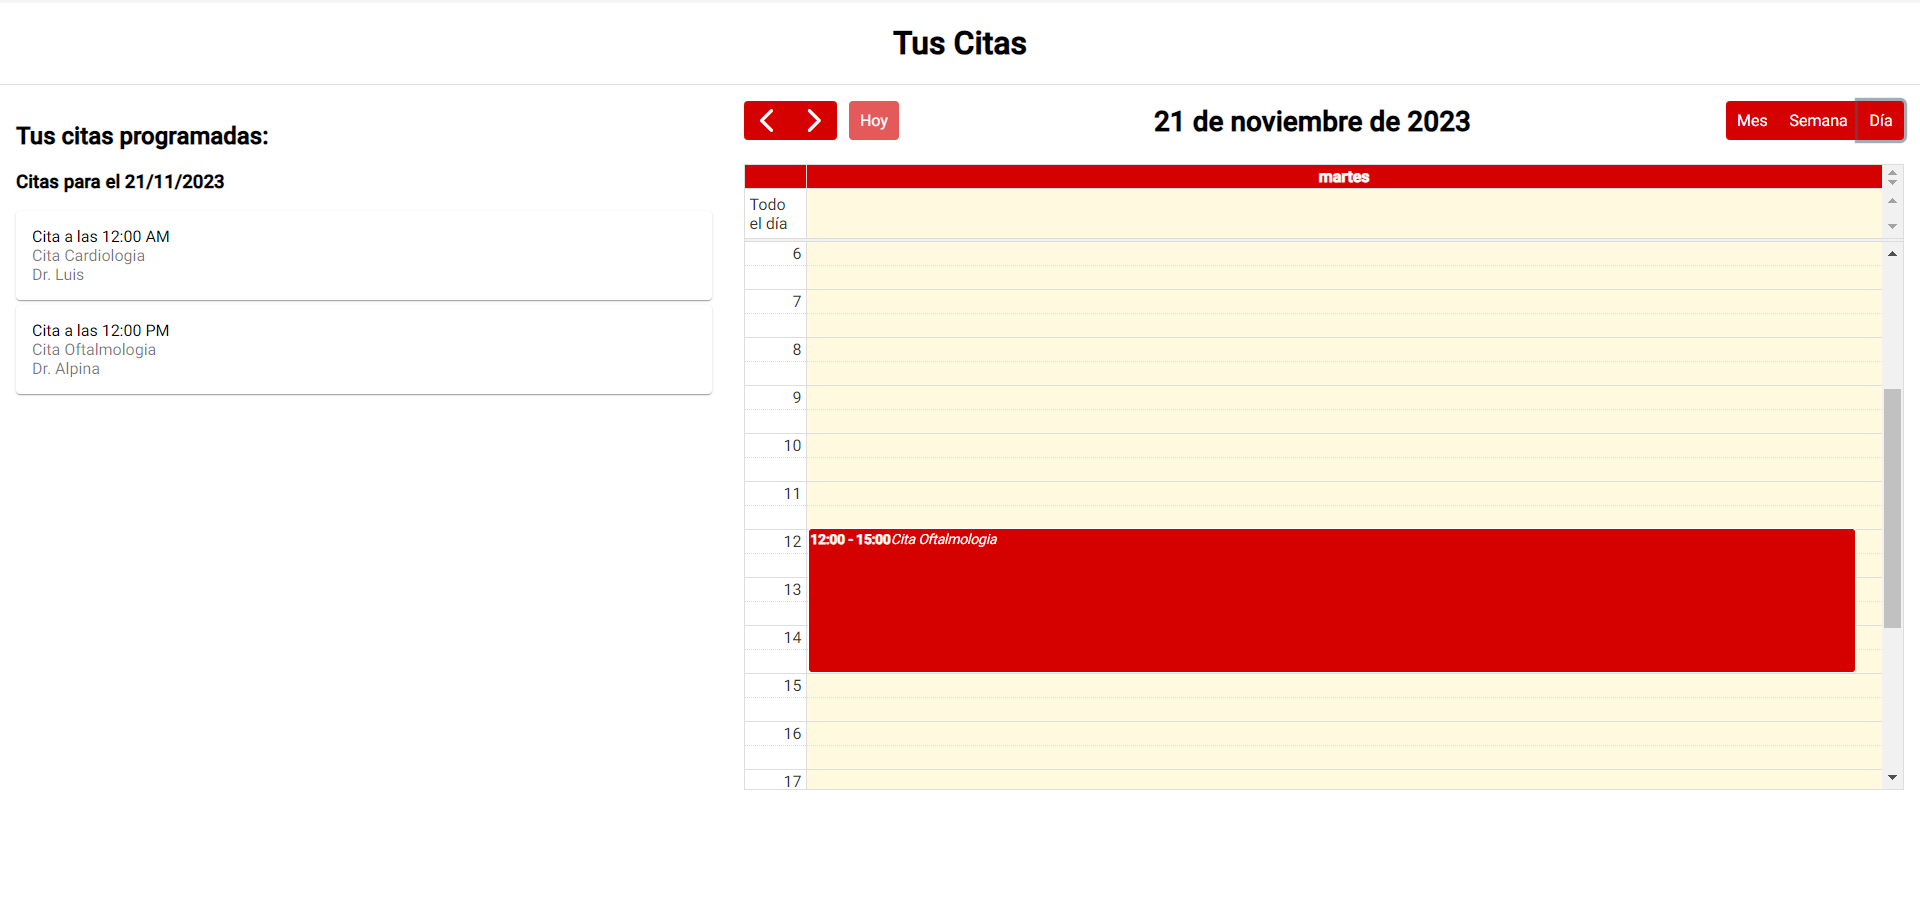 Tus Citas
Tus citas programadas:
Citas para el 21/11/2023
Cita a las 12:00 AM
Cita Cardiologia
Dr. Luis
Cita a las 12:00 PM
Cita Oftalmologia
Dr. Alpina
Hoy
21 de noviembre de 2023
Mes Semana Día
martes
Todo
el día
6
7
8
9
10
11
12
12:00 - 15:00 Cita Oftalmologia
13
14
15
16
17